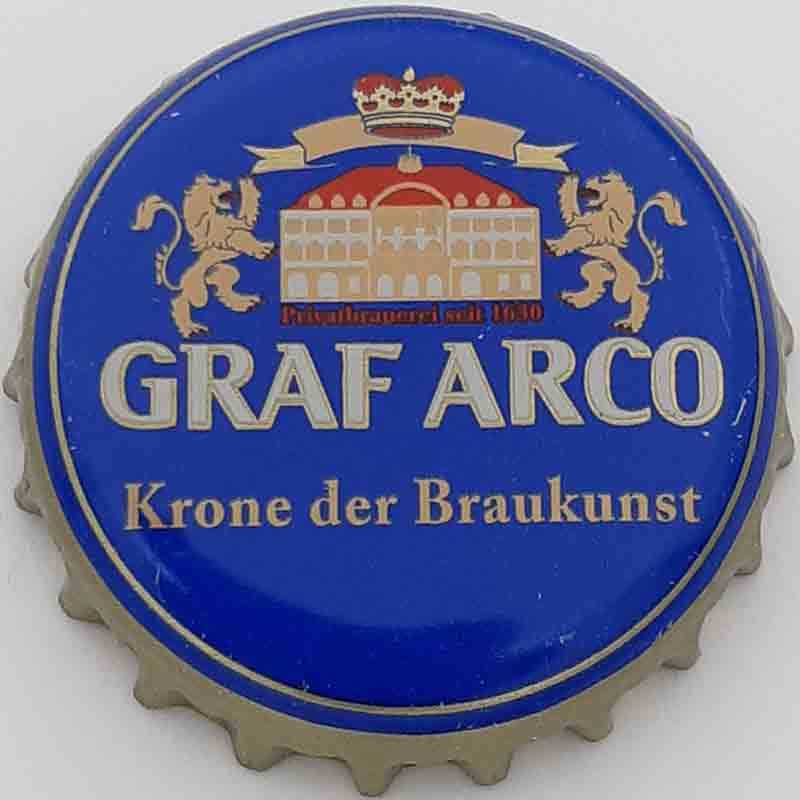 Privatbrauerei seit 1630
GRAF ARCO
Krone der Braukunst